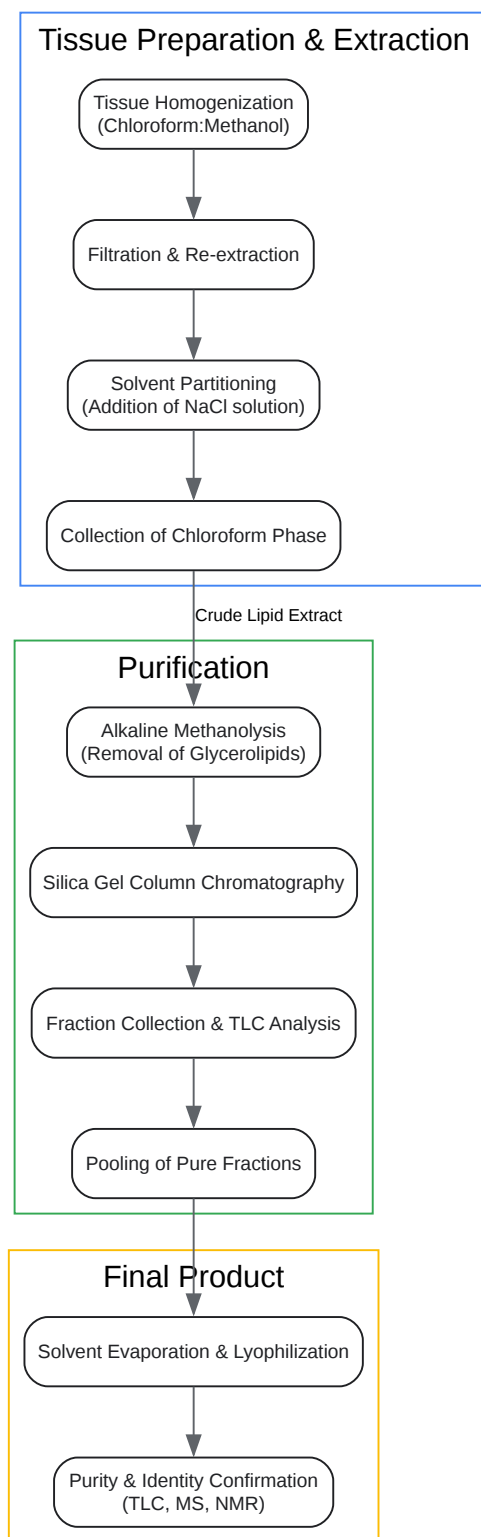 Tissue Preparation & Extraction
Tissue Homogenization
(Chloroform:Methanol)
Filtration & Re-extraction
Solvent Partitioning
(Addition of NaCl solution)
Collection of Chloroform Phase
Crude Lipid Extract
Purification
Alkaline Methanolysis
(Removal of Glycerolipids)
Silica Gel Column Chromatography
Fraction Collection & TLC Analysis
Pooling of Pure Fractions
Final Product
Solvent Evaporation & Lyophilization
Purity & Identity Confirmation
(TLC, MS, NMR)